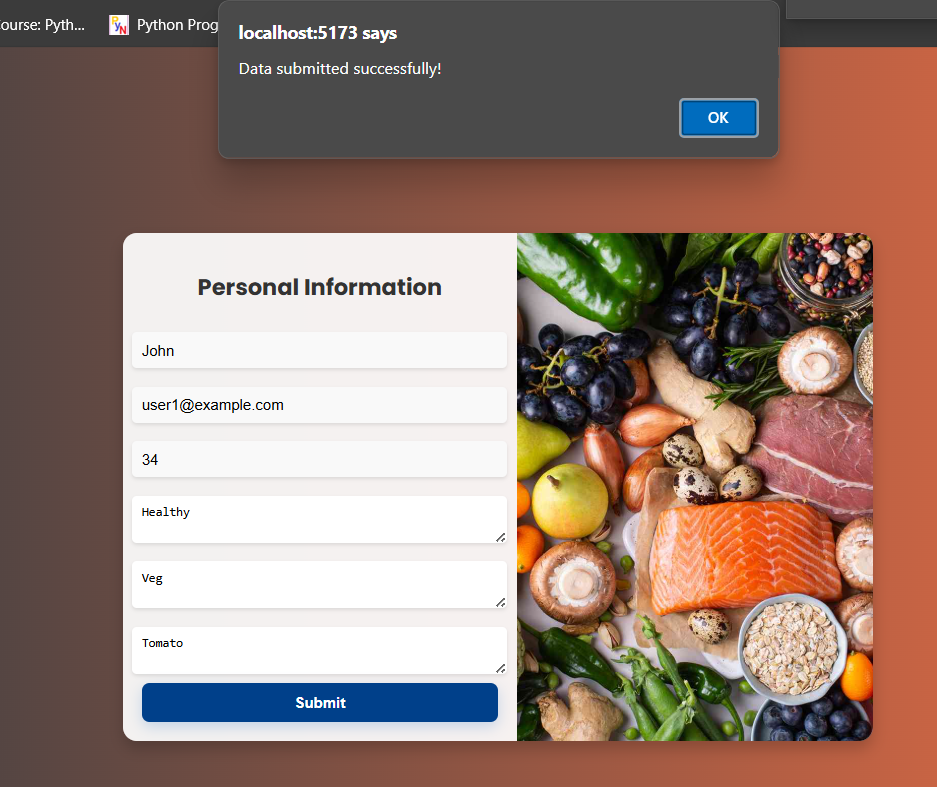 ourse: Pyth...
Python Prog
localhost:5173 says
Data submitted successfully!
OK
Personal Information
John
user1@example.com
34
Healthy
Veg
Tomato
Submit